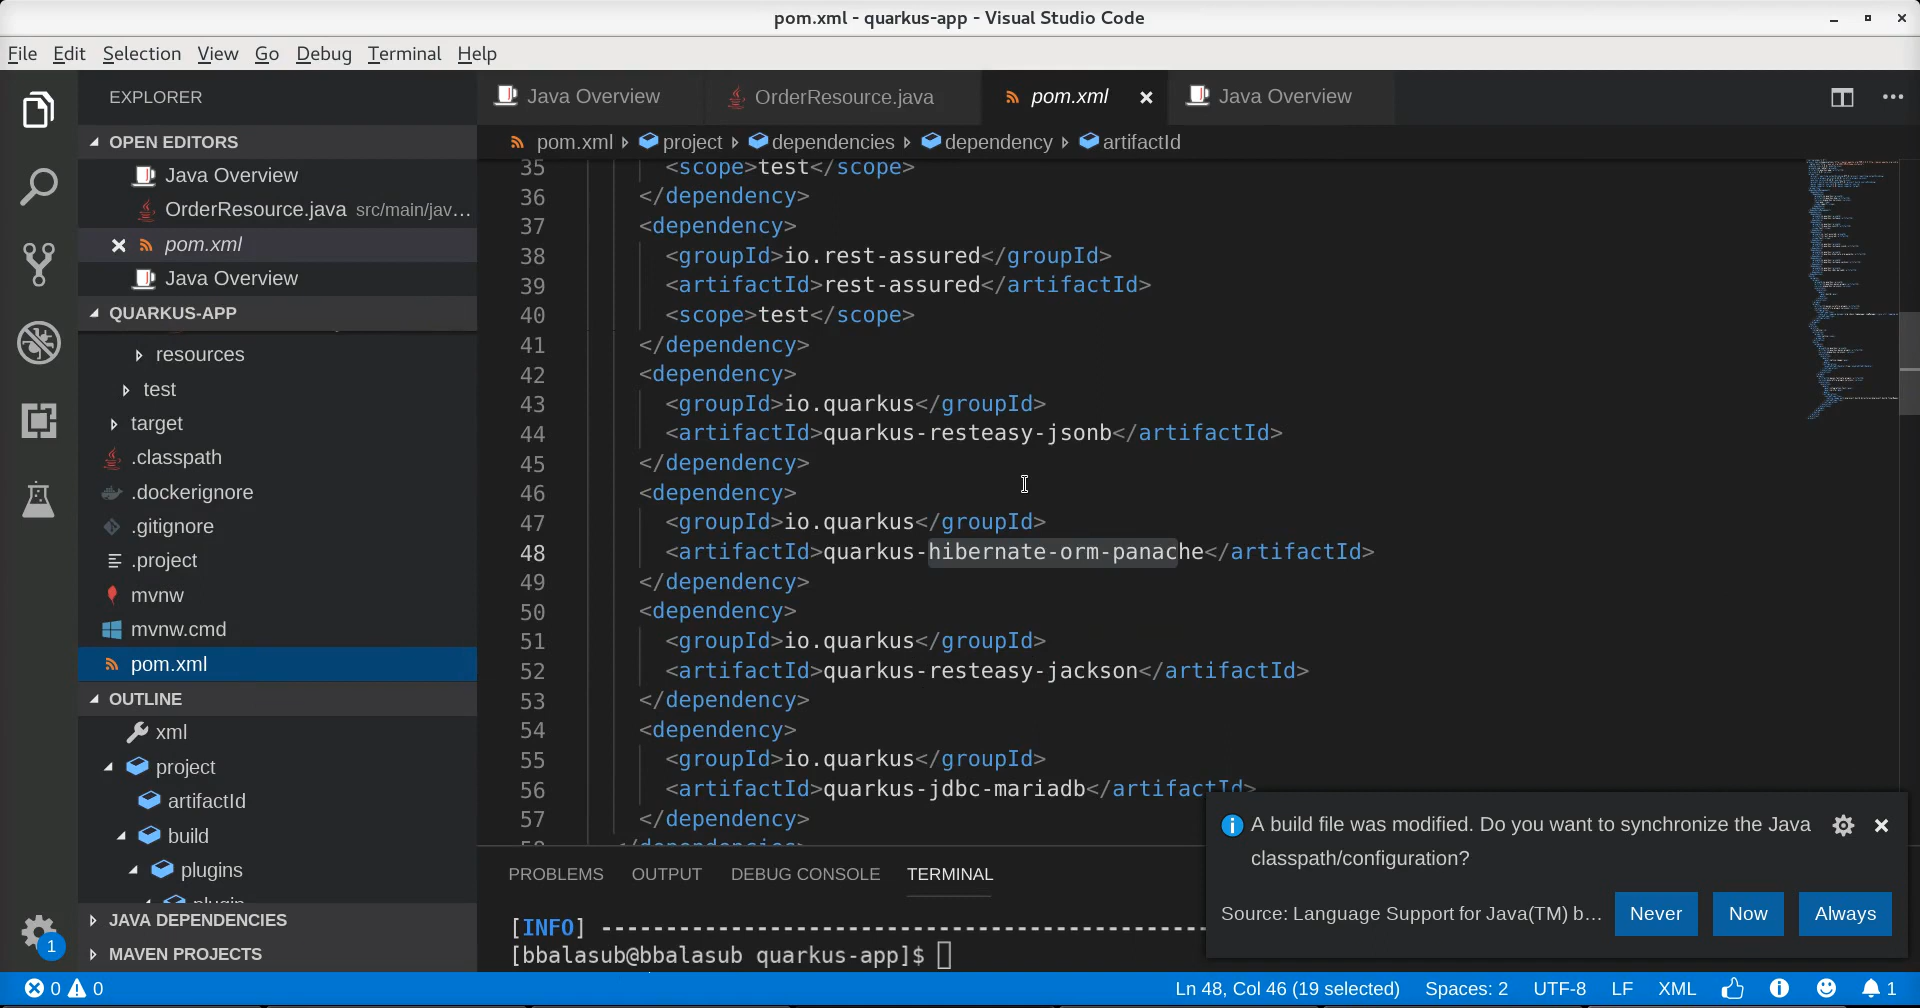 pom.xml - quarkus-app - Visual Studio Code
File Edit Selection View Go Debug Terminal Help
EXPLORER
OPEN EDITORS
Java Overview
OrderResource.java src/main/jav...
pom.xml
Java Overview
QUARKUS-APP
resources
test
target
.classpath
.dockerignore
.gitignore
.project
mvnw
mvnw.cmd
pom.xml
OUTLINE
xml
project
artifactId
build
plugins
plugin
JAVA DEPENDENCIES
MAVEN PROJECTS
1
Java Overview OrderResource.java pom.xml Java Overview
pom.xml project dependencies dependency artifactId
35 <scope>test</scope>
36 </dependency>
37 <dependency>
38 <groupId>io.rest-assured</groupId>
39 <artifactId>rest-assured</artifactId>
40 <scope>test</scope>
41 </dependency>
42 <dependency>
43 <groupId>io.quarkus</groupId>
44 <artifactId>quarkus-resteasy-jsonb</artifactId>
45 </dependency>
46 <dependency>
47 <groupId>io.quarkus</groupId>
48 <artifactId>quarkus-hibernate-orm-panache</artifactId>
49 </dependency>
50 <dependency>
51 <groupId>io.quarkus</groupId>
52 <artifactId>quarkus-resteasy-jackson</artifactId>
53 </dependency>
54 <dependency>
55 <groupId>io.quarkus</groupId>
56 <artifactId>quarkus-jdbc-mariadb</artifactId>
57 </dependency>
58 </dependencies>
A build file was modified. Do you want to synchronize the Java
classpath/configuration?
Source: Language Support for Java(TM) b... Never Now Always
PROBLEMS OUTPUT DEBUG CONSOLE TERMINAL
[INFO] ----------------------------------------------
[bbalasub@bbalasub quarkus-app]$
0 0 Ln 48, Col 46 (19 selected) Spaces: 2 UTF-8 LF XML 1